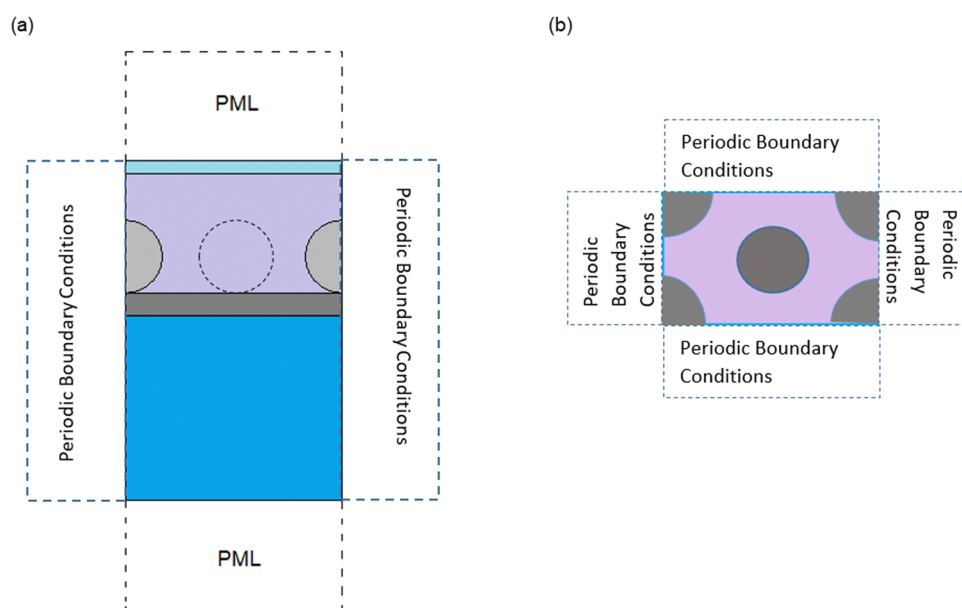 (a)
PML
Periodic Boundary Conditions
Periodic Boundary Conditions
PML
(b)
Periodic Boundary
Conditions
Periodic
Boundary
Conditions
Periodic
Boundary
Conditions
Periodic Boundary
Conditions